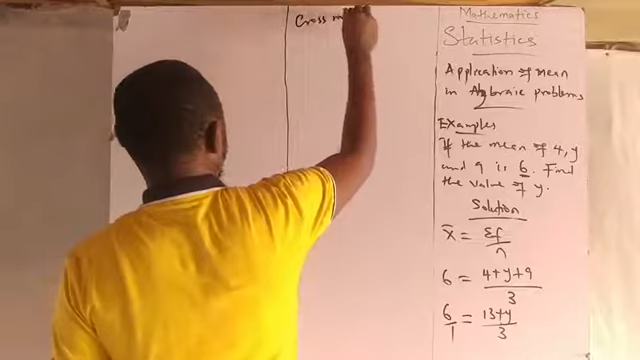 Mathematics
Statistics
Application of mean
in Algbraic problems
Examples
If the mean of 4, y
and 9 is 6. Find
the value of y.
Solution
x̄ = Σf/n
6 = 4+y+9/3
6/1 = 13+y/3
Cross